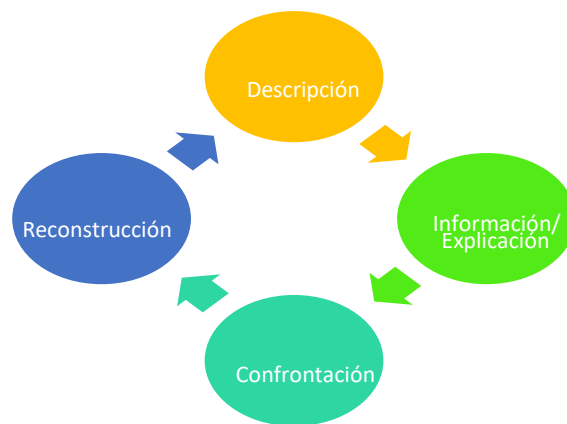 Descripción
Información/
Explicación
Confrontación
Reconstrucción